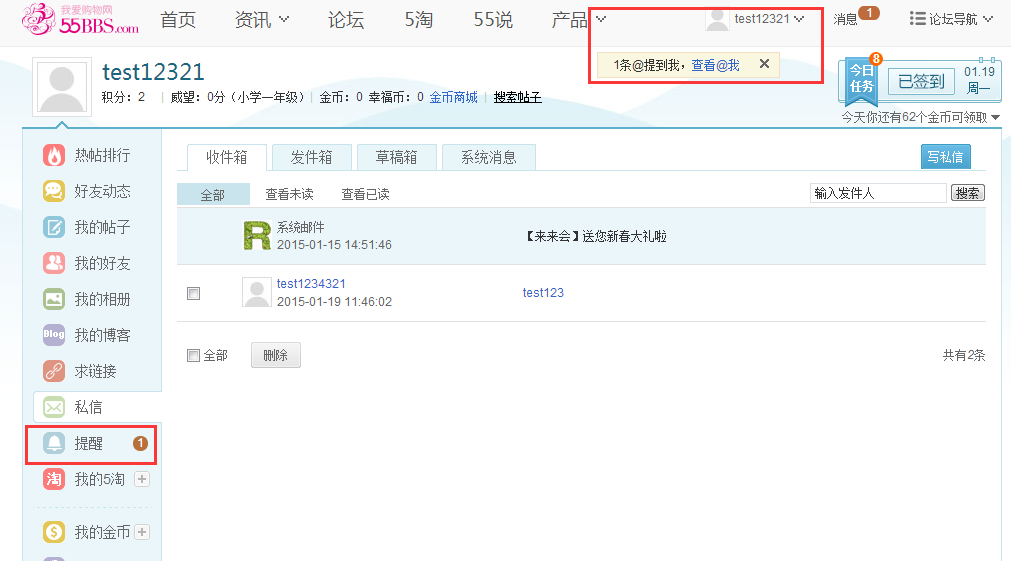 我爱购物网
55BBS.com
首页 资讯 论坛 5淘 55说 产品 test12321 消息 1 论坛导航
1条@提到我，查看@我
test12321
积分：2 | 威望：0分（小学一年级）| 金币：0 幸福币：0 金币商城 | 搜索帖子
今日任务 8 已签到 01.19 周一
今天你还有62个金币可领取
热帖排行
好友动态
我的帖子
我的好友
我的相册
Blog 我的博客
求链接
私信
提醒 1
淘 我的5淘 +
$ 我的金币 +
收件箱 发件箱 草稿箱 系统消息 写私信
全部 查看未读 查看已读 输入发件人 搜索
R 系统邮件
2015-01-15 14:51:46
【来来会】送您新春大礼啦
test1234321
2015-01-19 11:46:02
test123
全部 删除 共有2条